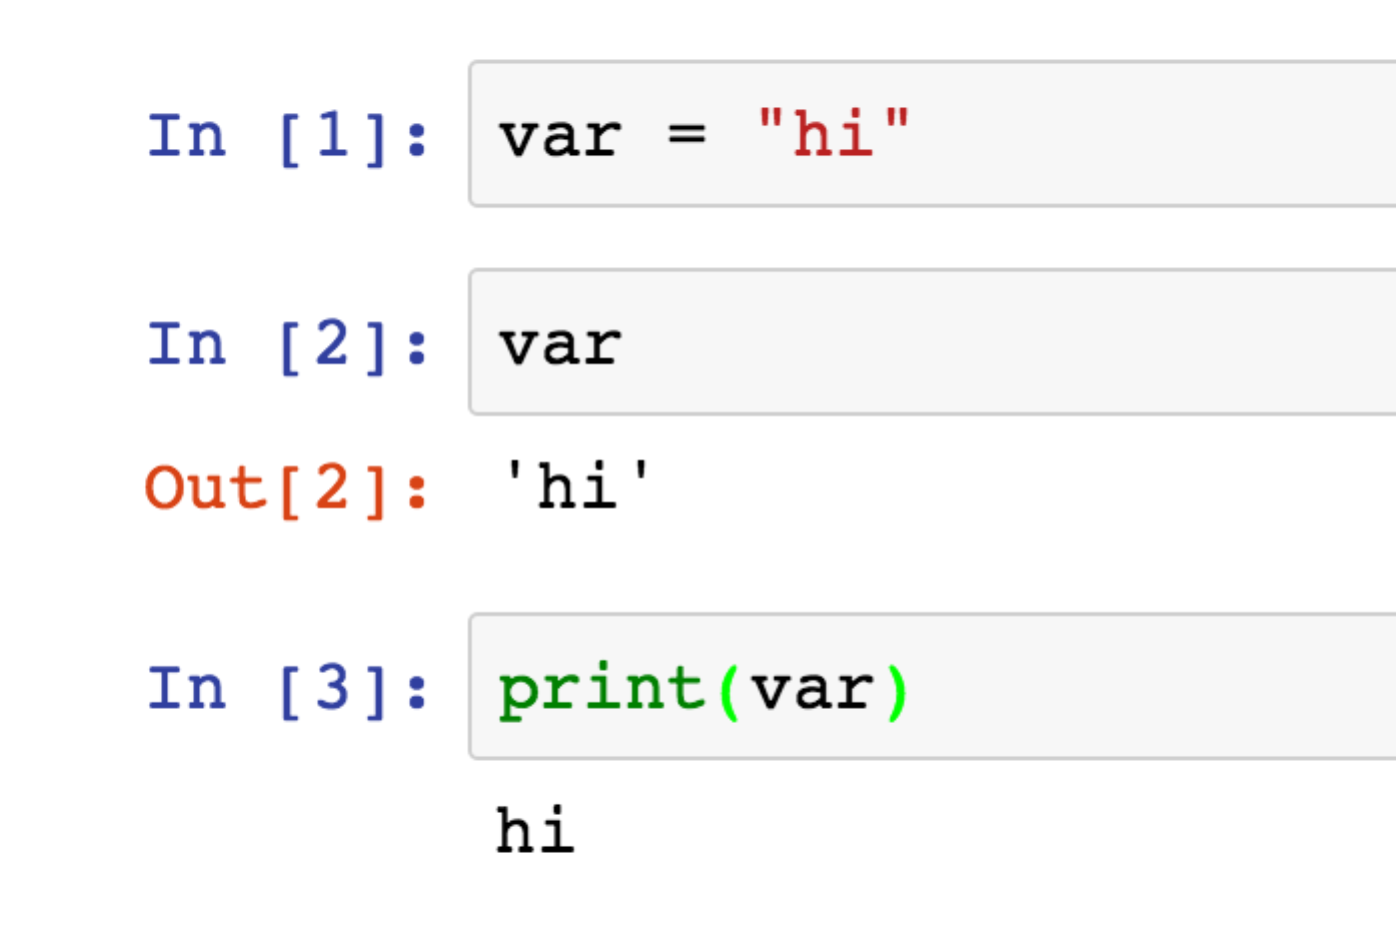 In [1]: var = "hi"
In [2]: var
Out[2]: 'hi'
In [3]: print(var)
hi